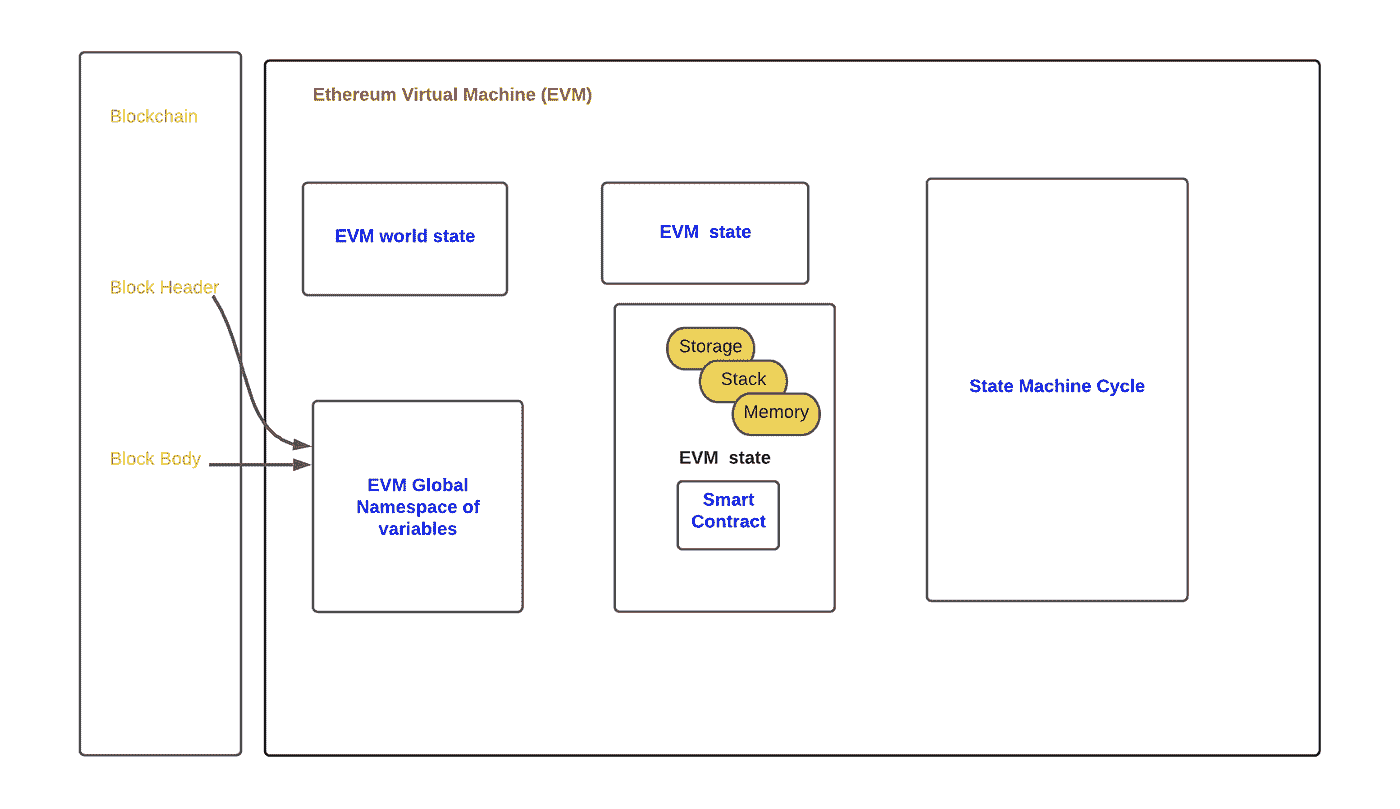 Blockchain
Block Header
Block Body
Ethereum Virtual Machine (EVM)
EVM world state
EVM Global
Namespace of
variables
EVM  state
Storage
Stack
Memory
EVM  state
Smart
Contract
State Machine Cycle